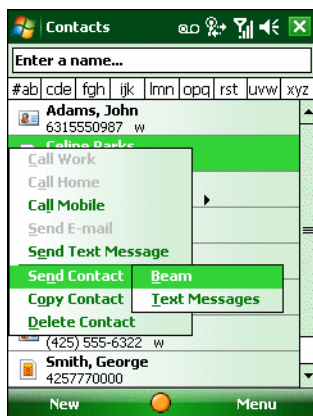 Contacts
Enter a name...
#ab cde fgh ijk lmn opq rst uvw xyz
Adams, John
6315550987 w
Celine Parks
Call Work
Call Home
Call Mobile
Send E-mail
Send Text Message
Send Contact
Beam
Copy Contact
Text Messages
Delete Contact
(425) 555-6322 w
Smith, George
4257770000
New Menu